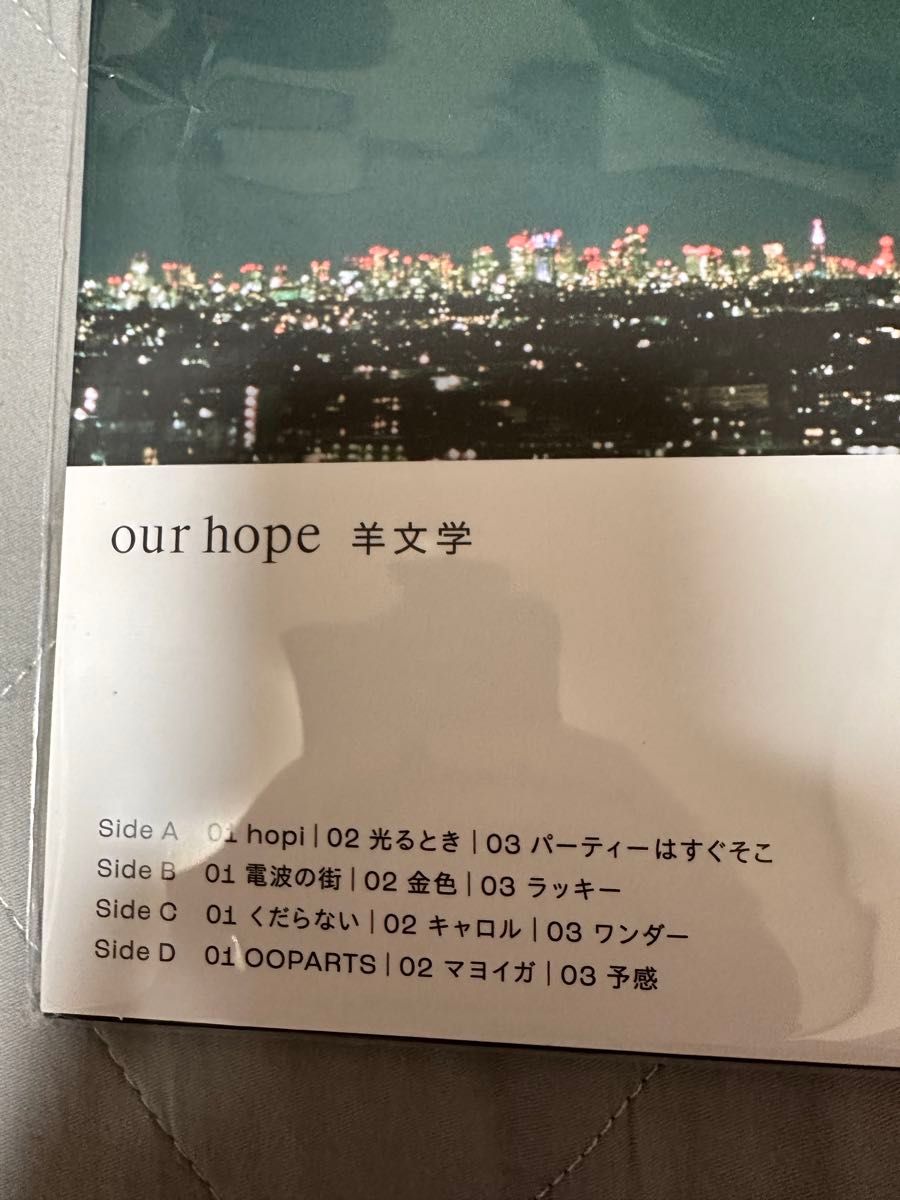 our hope 羊文学
Side A 01 hopi | 02 光るとき | 03 パーティーはすぐそこ
Side B 01 電波の街 | 02 金色 | 03 ラッキー
Side C 01 くだらない | 02 キャロル | 03 ワンダー
Side D 01 OOPARTS | 02 マヨイガ | 03 予感